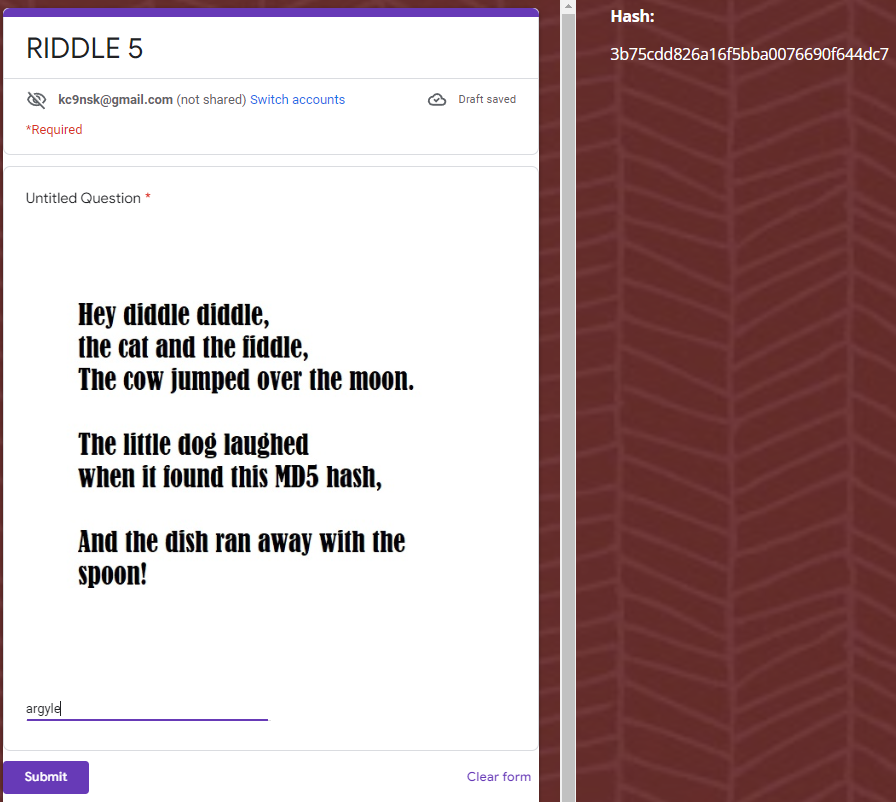 RIDDLE 5
kc9nsk@gmail.com (not shared) Switch accounts
Draft saved
*Required
Untitled Question *
Hey diddle diddle,
the cat and the fiddle,
The cow jumped over the moon.
The little dog laughed
when it found this MD5 hash,
And the dish ran away with the
spoon!
argyle
Submit
Clear form
Hash:
3b75cdd826a16f5bba0076690f644dc7